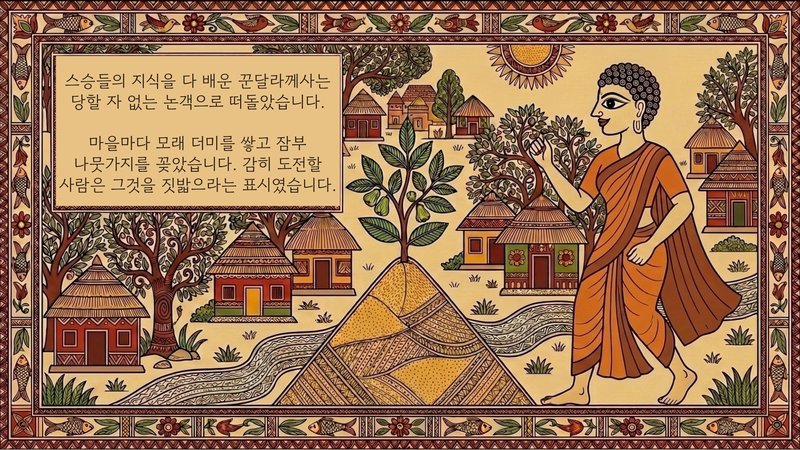 스승들의 지식을 다 배운 꾼달라께사는
당할 자 없는 논객으로 떠돌았습니다.
마을마다 모래 더미를 쌓고 잠부
나뭇가지를 꽂았습니다. 감히 도전할
사람은 그것을 짓밟으라는 표시였습니다.